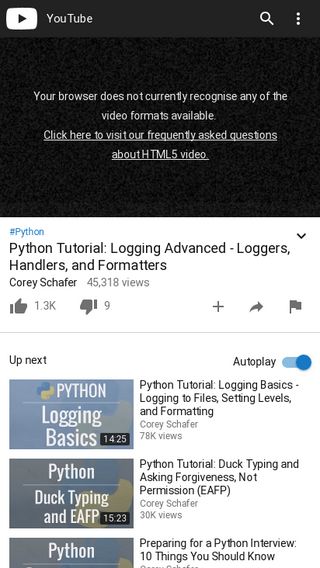 YouTube
Your browser does not currently recognise any of the
video formats available.
Click here to visit our frequently asked questions
about HTML5 video.
#Python
Python Tutorial: Logging Advanced - Loggers,
Handlers, and Formatters
Corey Schafer 45,318 views
1.3K 9
Up next
Autoplay
PYTHON
Logging
Basics
14:25
Python Tutorial: Logging Basics -
Logging to Files, Setting Levels,
and Formatting
Corey Schafer
78K views
Python
Duck Typing
and EAFP
15:23
Python Tutorial: Duck Typing and
Asking Forgiveness, Not
Permission (EAFP)
Corey Schafer
30K views
Python
Preparing for a Python Interview:
10 Things You Should Know
Corey Schafer